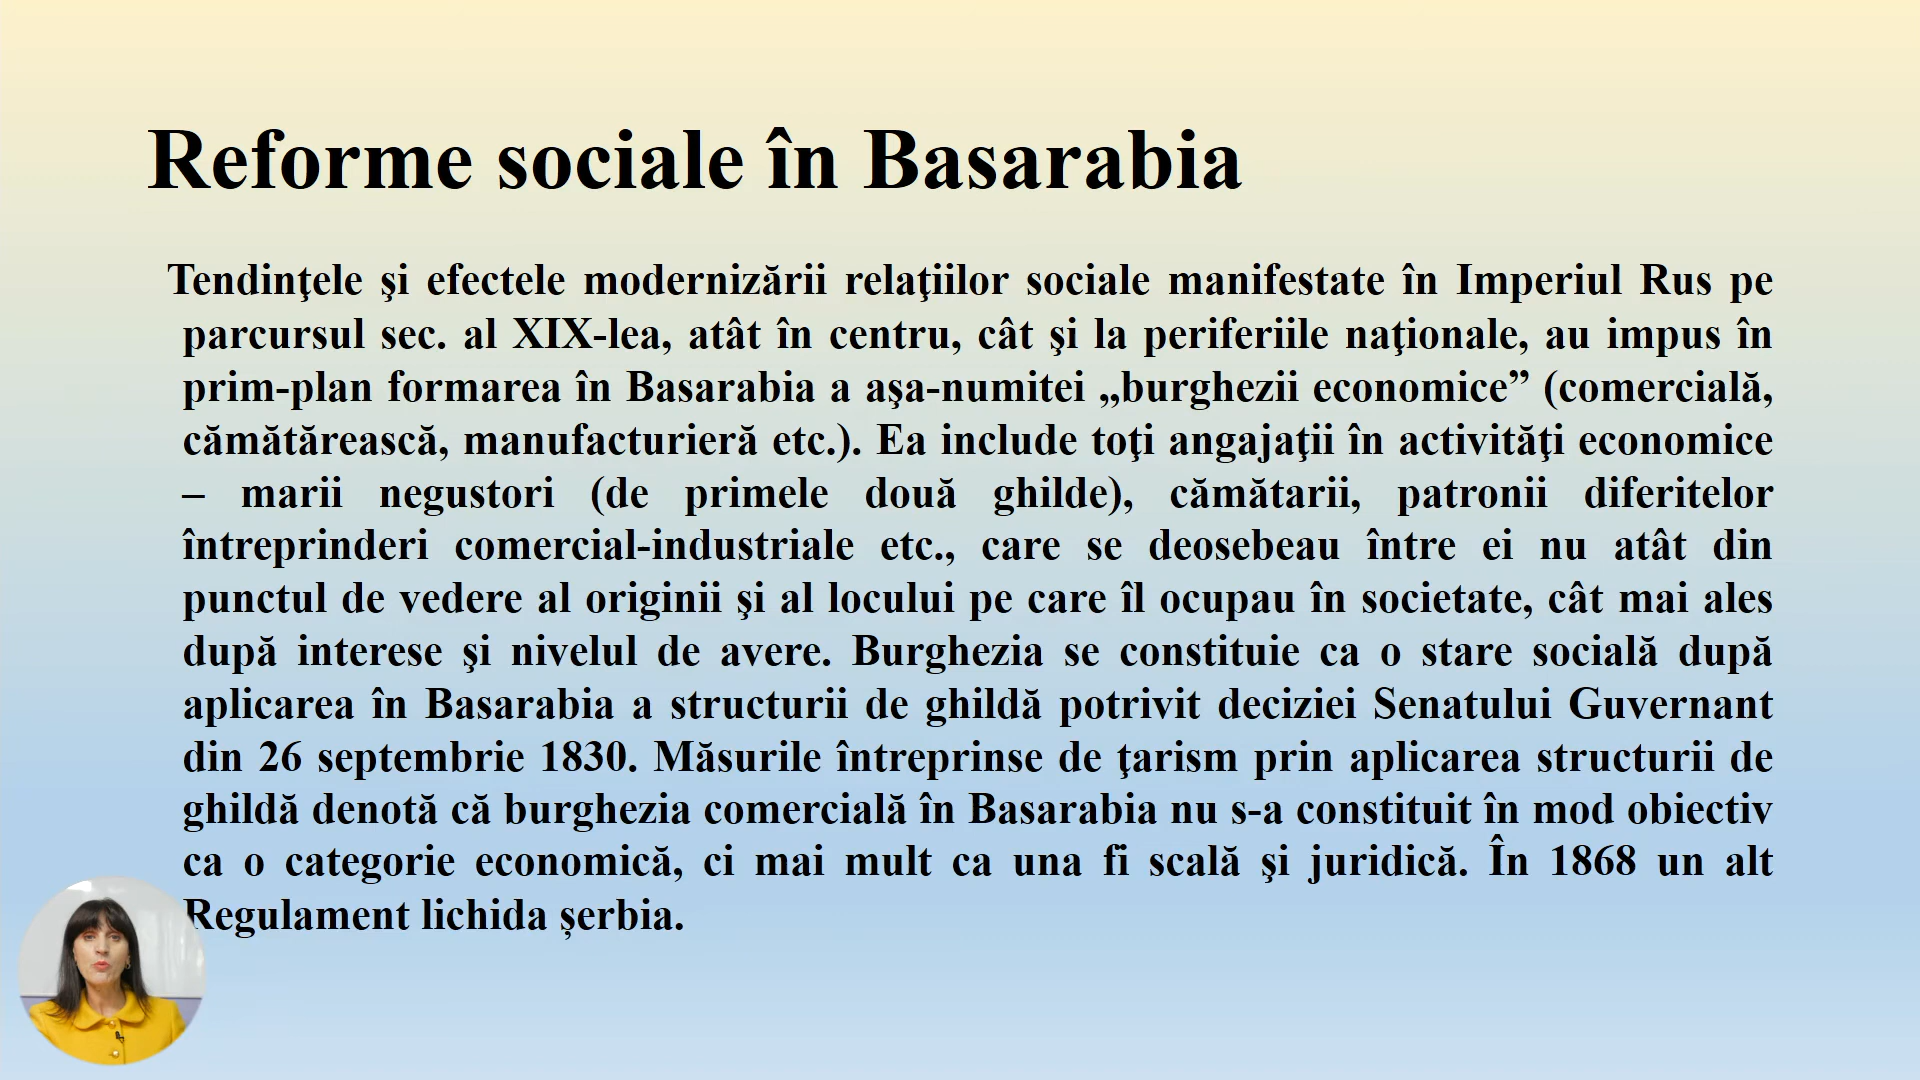 Reforme sociale în Basarabia
Tendinţele şi efectele modernizării relaţiilor sociale manifestate în Imperiul Rus pe
parcursul sec. al XIX-lea, atât în centru, cât şi la periferiile naţionale, au impus în
prim-plan formarea în Basarabia a aşa-numitei „burghezii economice” (comercială,
cămătărească, manufacturieră etc.). Ea include toţi angajaţii în activităţi economice
– marii negustori (de primele două ghilde), cămătarii, patronii diferitelor
întreprinderi comercial-industriale etc., care se deosebeau între ei nu atât din
punctul de vedere al originii şi al locului pe care îl ocupau în societate, cât mai ales
după interese şi nivelul de avere. Burghezia se constituie ca o stare socială după
aplicarea în Basarabia a structurii de ghildă potrivit deciziei Senatului Guvernant
din 26 septembrie 1830. Măsurile întreprinse de ţarism prin aplicarea structurii de
ghildă denotă că burghezia comercială în Basarabia nu s-a constituit în mod obiectiv
ca o categorie economică, ci mai mult ca una fi scală şi juridică. În 1868 un alt
Regulament lichida șerbia.